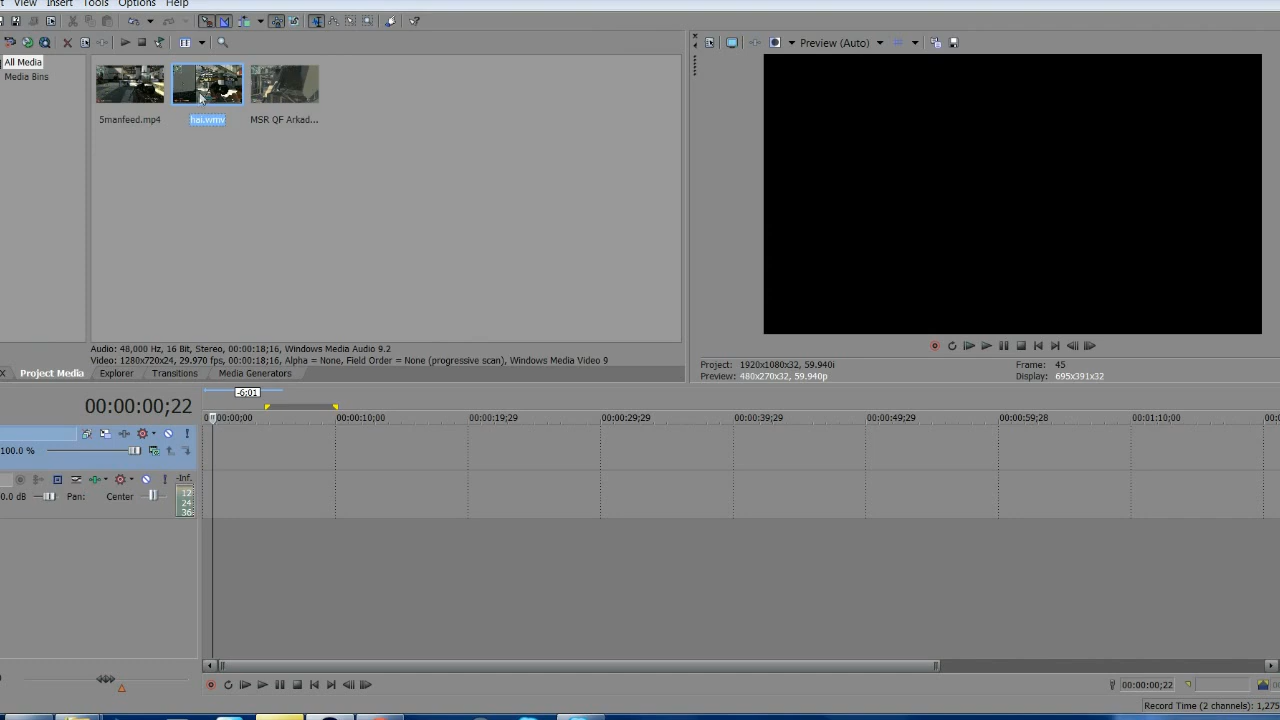 View Insert Tools Options Help
Preview (Auto)
All Media
Media Bins
5manfeed.mp4
hai.wmv
MSR QF Arkad...
Audio: 48,000 Hz, 16 Bit, Stereo, 00:00:18;16, Windows Media Audio 9.2
Video: 1280x720x24, 29.970 fps, 00:00:18;16, Alpha = None, Field Order = None (progressive scan), Windows Media Video 9
Project: 1920x1080x32, 59.940i
Frame: 45
Preview: 480x270x32, 59.940p
Display: 695x391x32
X Project Media Explorer Transitions Media Generators
-6;01
00:00:00;22
00:00:10;00 00:00:19;29 00:00:29;29 00:00:39;29 00:00:49;29 00:00:59;28 00:01:10;00
100.0 %
-Inf.
0.0 dB Pan: Center
12
24
36
00:00:00;22
Record Time (2 channels): 1,275